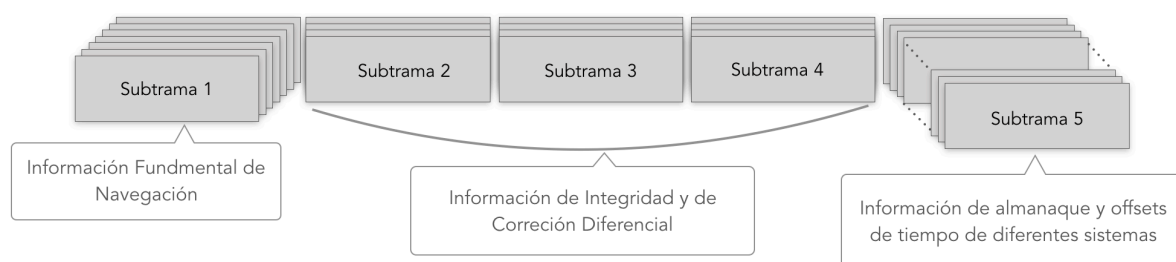 Subtrama 1
Subtrama 2
Subtrama 3
Subtrama 4
Subtrama 5
Información Fundmental de
Navegación
Información de Integridad y de
Correción Diferencial
Información de almanaque y offsets
de tiempo de diferentes sistemas